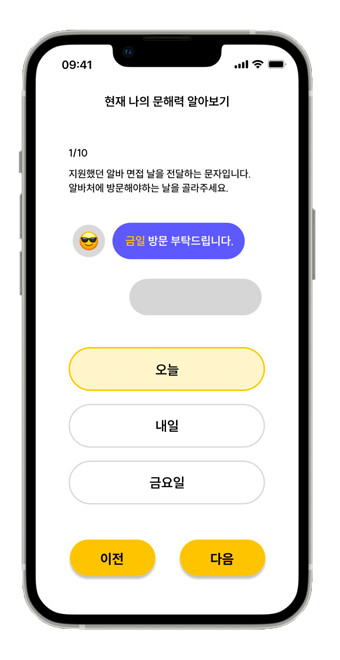 09:41
현재 나의 문해력 알아보기
1/10
지원했던 알바 면접 날을 전달하는 문자입니다.
알바처에 방문해야하는 날을 골라주세요.
금일 방문 부탁드립니다.
오늘
내일
금요일
이전
다음